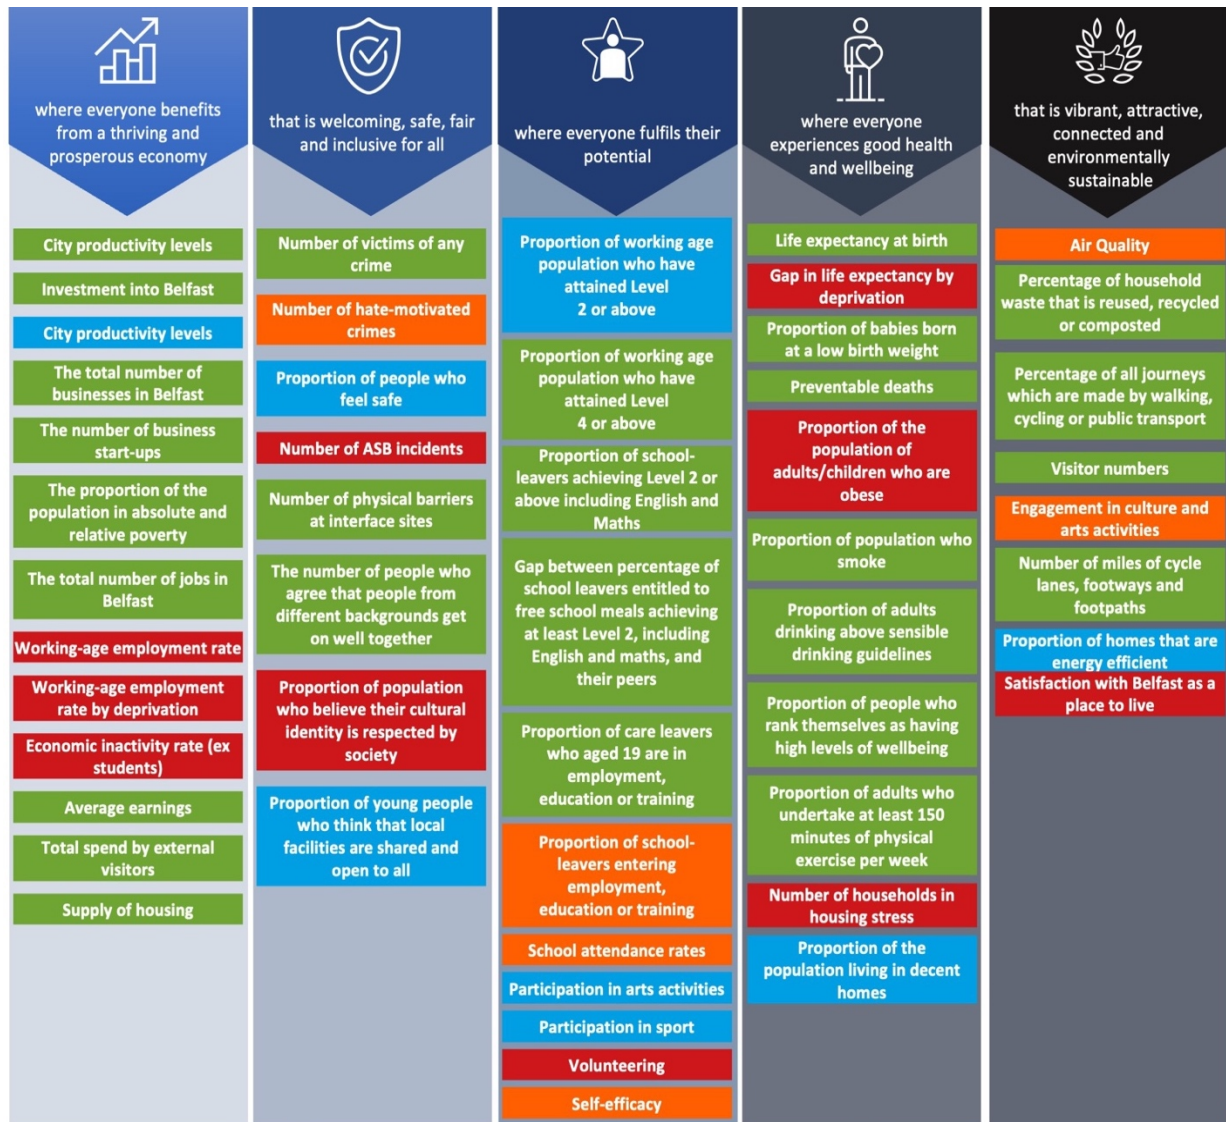 where everyone benefits
from a thriving and
prosperous economy
City productivity levels
Investment into Belfast
City productivity levels
The total number of
businesses in Belfast
The number of business
start-ups
The proportion of the
population in absolute and
relative poverty
The total number of jobs in
Belfast
Working-age employment rate
Working-age employment
rate by deprivation
Economic inactivity rate (ex
students)
Average earnings
Total spend by external
visitors
Supply of housing
that is welcoming, safe, fair
and inclusive for all
Number of victims of any
crime
Number of hate-motivated
crimes
Proportion of people who
feel safe
Number of ASB incidents
Number of physical barriers
at interface sites
The number of people who
agree that people from
different backgrounds get
on well together
Proportion of population
who believe their cultural
identity is respected by
society
Proportion of young people
who think that local
facilities are shared and
open to all
where everyone fulfils their
potential
Proportion of working age
population who have
attained Level
2 or above
Proportion of working age
population who have
attained Level
4 or above
Proportion of school-
leavers achieving Level 2 or
above including English and
Maths
Gap between percentage of
school leavers entitled to
free school meals achieving
at least Level 2, including
English and maths, and
their peers
Proportion of care leavers
who aged 19 are in
employment,
education or training
Proportion of school-
leavers entering
employment,
education or training
School attendance rates
Participation in arts activities
Participation in sport
Volunteering
Self-efficacy
where everyone
experiences good health
and wellbeing
Life expectancy at birth
Gap in life expectancy by
deprivation
Proportion of babies born
at a low birth weight
Preventable deaths
Proportion of the
population of
adults/children who are
obese
Proportion of population who
smoke
Proportion of adults
drinking above sensible
drinking guidelines
Proportion of people who
rank themselves as having
high levels of wellbeing
Proportion of adults who
undertake at least 150
minutes of physical
exercise per week
Number of households in
housing stress
Proportion of the
population living in decent
homes
that is vibrant, attractive,
connected and
environmentally
sustainable
Air Quality
Percentage of household
waste that is reused, recycled
or composted
Percentage of all journeys
which are made by walking,
cycling or public transport
Visitor numbers
Engagement in culture and
arts activities
Number of miles of cycle
lanes, footways and
footpaths
Proportion of homes that are
energy efficient
Satisfaction with Belfast as a
place to live